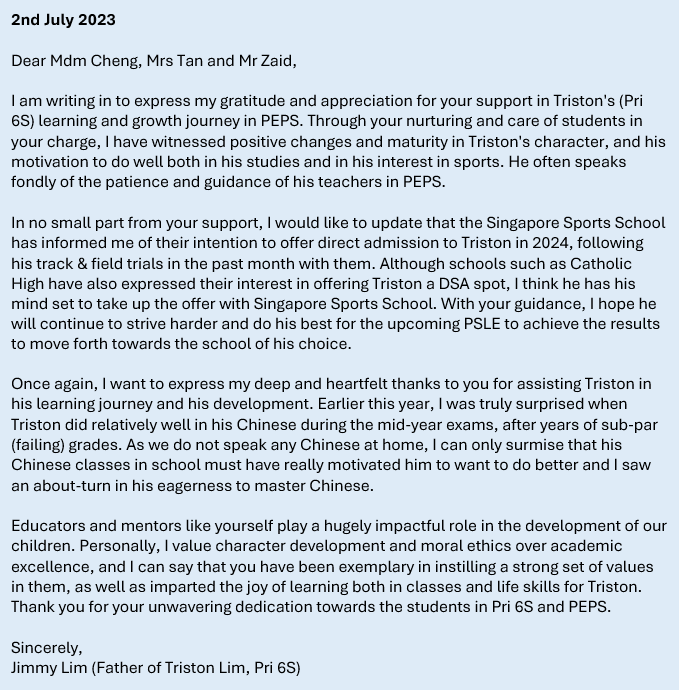 2nd July 2023
Dear Mdm Cheng, Mrs Tan and Mr Zaid,
I am writing in to express my gratitude and appreciation for your support in Triston's (Pri
6S) learning and growth journey in PEPS. Through your nurturing and care of students in
your charge, I have witnessed positive changes and maturity in Triston's character, and his
motivation to do well both in his studies and in his interest in sports. He often speaks
fondly of the patience and guidance of his teachers in PEPS.
In no small part from your support, I would like to update that the Singapore Sports School
has informed me of their intention to offer direct admission to Triston in 2024, following
his track & field trials in the past month with them. Although schools such as Catholic
High have also expressed their interest in offering Triston a DSA spot, I think he has his
mind set to take up the offer with Singapore Sports School. With your guidance, I hope he
will continue to strive harder and do his best for the upcoming PSLE to achieve the results
to move forth towards the school of his choice.
Once again, I want to express my deep and heartfelt thanks to you for assisting Triston in
his learning journey and his development. Earlier this year, I was truly surprised when
Triston did relatively well in his Chinese during the mid-year exams, after years of sub-par
(failing) grades. As we do not speak any Chinese at home, I can only surmise that his
Chinese classes in school must have really motivated him to want to do better and I saw
an about-turn in his eagerness to master Chinese.
Educators and mentors like yourself play a hugely impactful role in the development of our
children. Personally, I value character development and moral ethics over academic
excellence, and I can say that you have been exemplary in instilling a strong set of values
in them, as well as imparted the joy of learning both in classes and life skills for Triston.
Thank you for your unwavering dedication towards the students in Pri 6S and PEPS.
Sincerely,
Jimmy Lim (Father of Triston Lim, Pri 6S)